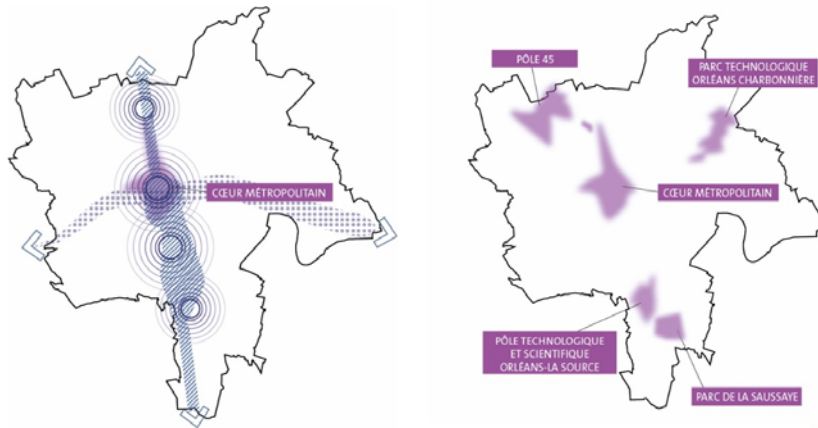 CŒUR MÉTROPOLITAIN
PÔLE 45
PARC TECHNOLOGIQUE
ORLÉANS CHARBONNIÈRE
CŒUR MÉTROPOLITAIN
PÔLE TECHNOLOGIQUE
ET SCIENTIFIQUE
ORLÉANS-LA SOURCE
PARC DE LA SAUSSAYE